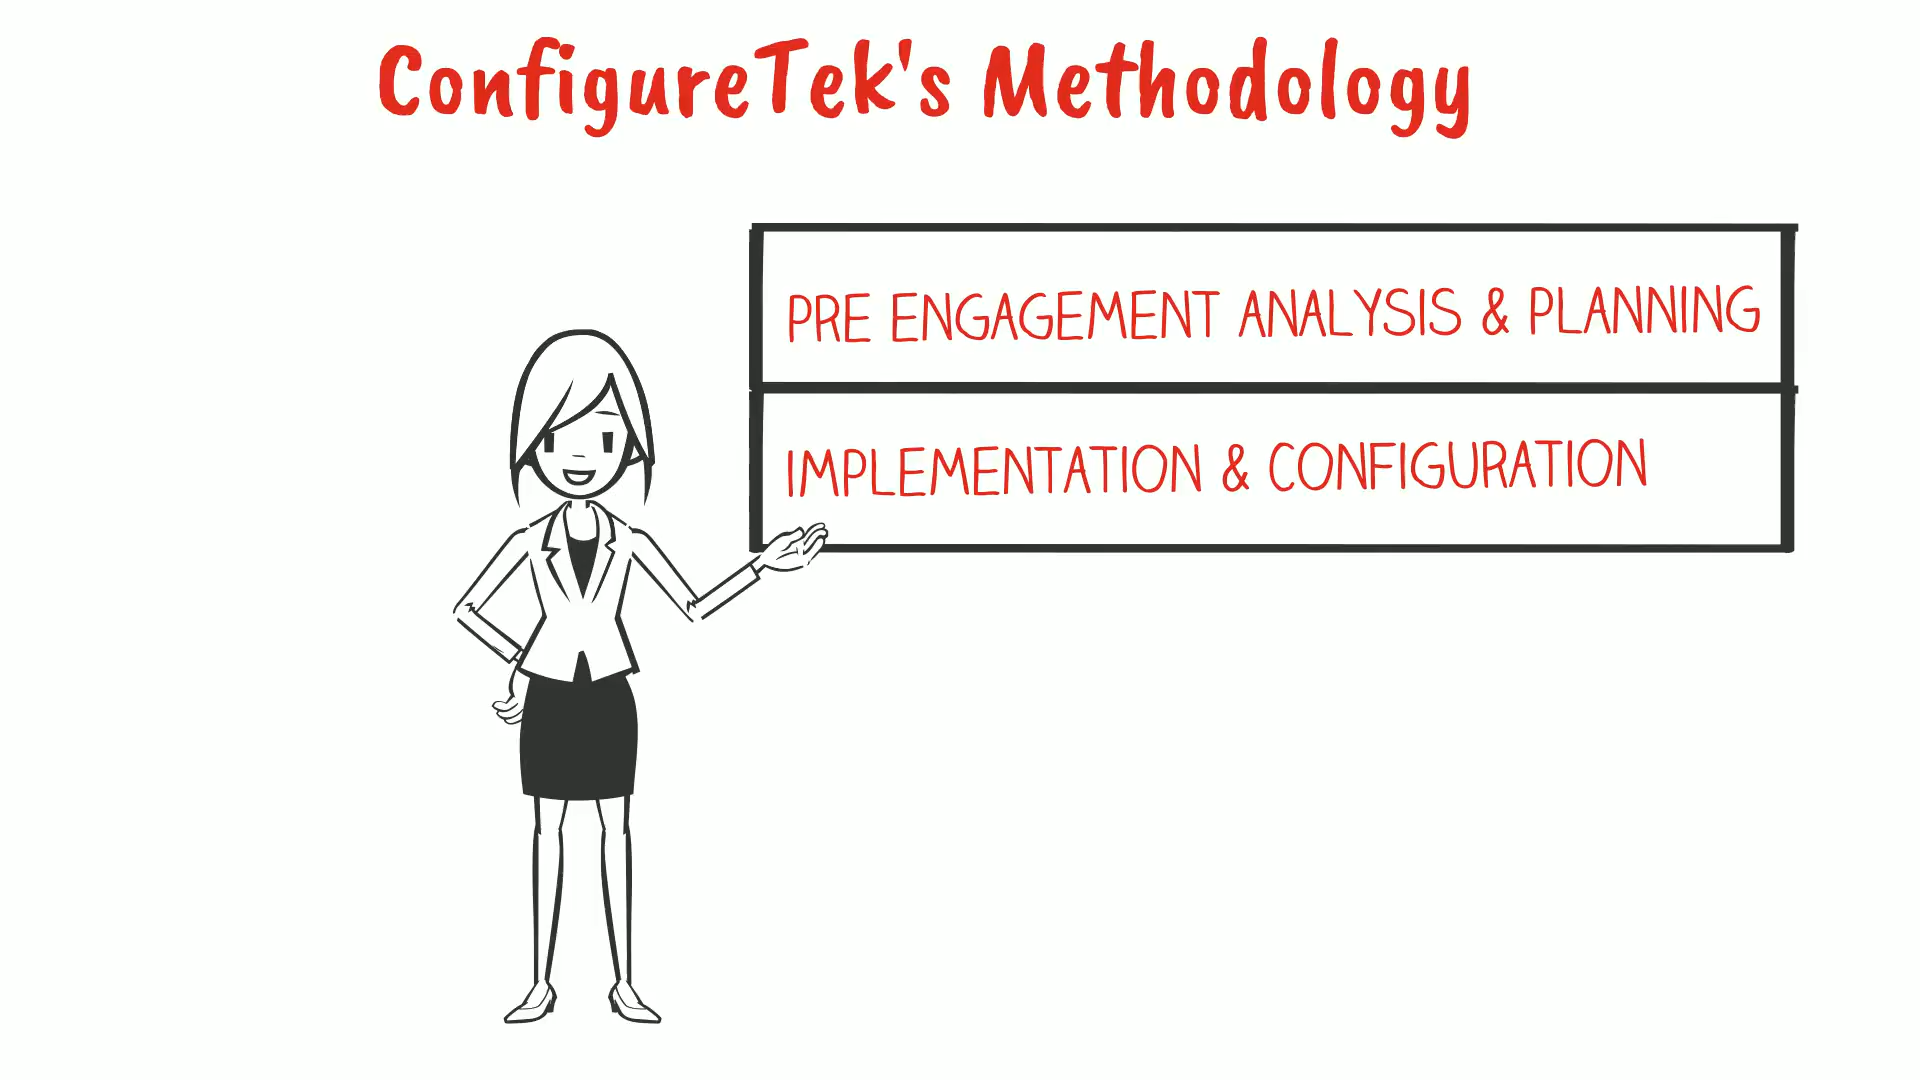 ConfigureTek's Methodology
PRE ENGAGEMENT ANALYSIS & PLANNING
IMPLEMENTATION & CONFIGURATION